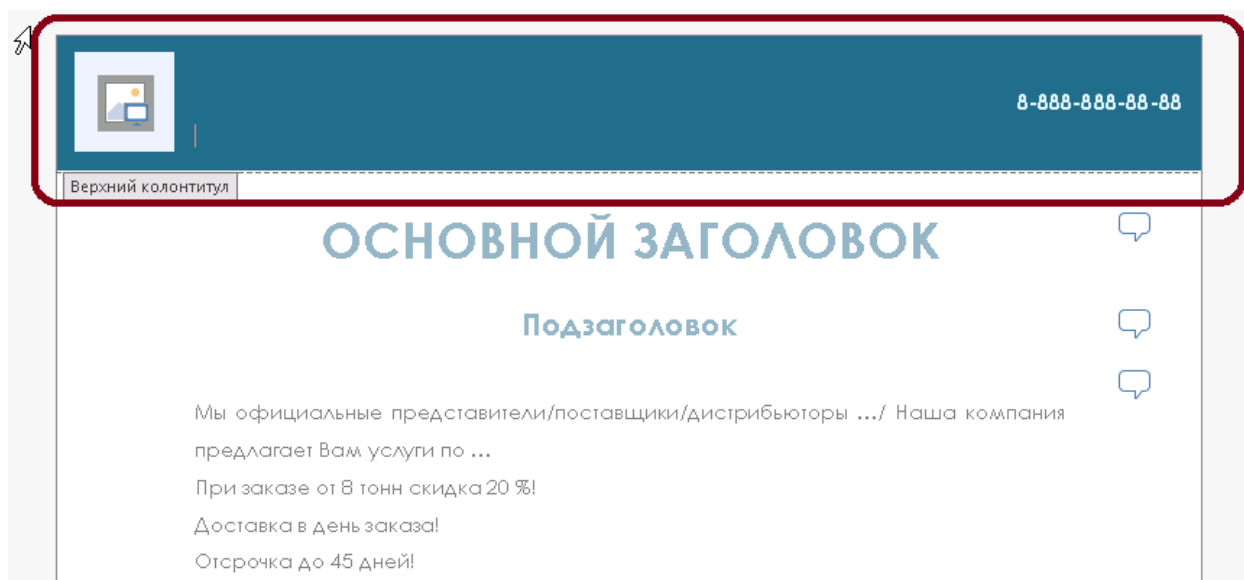 8-888-888-88-88
Верхний колонтитул
ОСНОВНОЙ ЗАГОЛОВОК
Подзаголовок
Мы официальные представители/поставщики/дистрибьюторы .../ Наша компания
предлагает Вам услуги по ...
При заказе от 8 тонн скидка 20 %!
Доставка в день заказа!
Отсрочка до 45 дней!